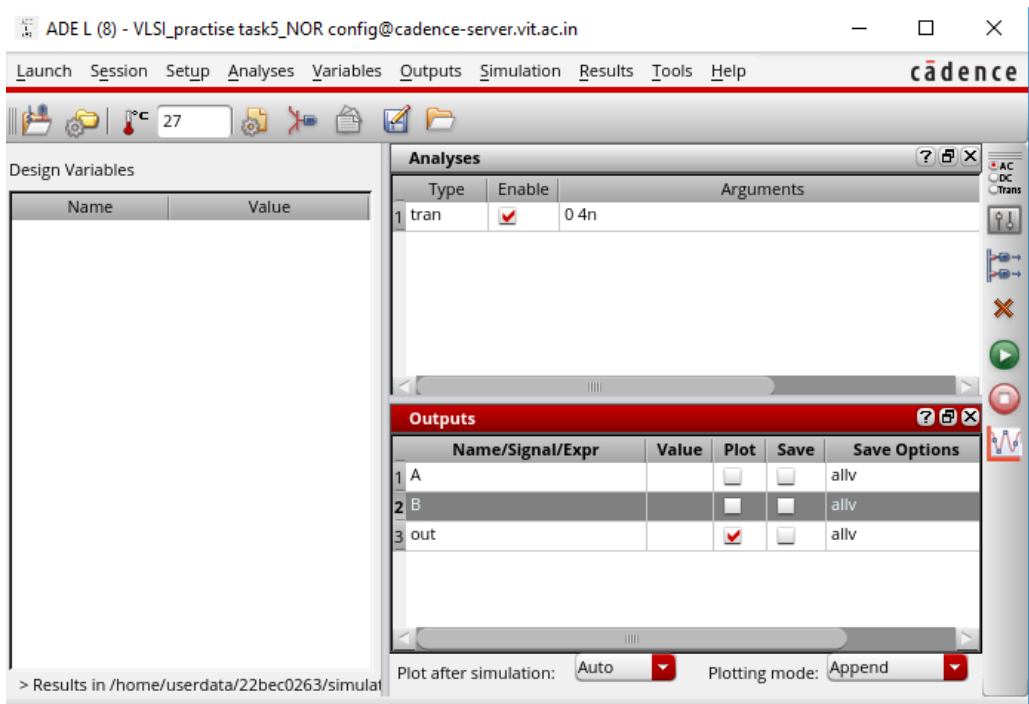 ADE L (8) - VLSI_practise task5_NOR config@cadence-server.vit.ac.in
Launch Session Setup Analyses Variables Outputs Simulation Results Tools Help cādence
°C 27
Design Variables
Name Value
Analyses
Type Enable Arguments
1 tran 0 4n
AC
DC
Trans
Outputs
Name/Signal/Expr Value Plot Save Save Options
1 A allv
2 B allv
3 out allv
Plot after simulation: Auto Plotting mode: Append
> Results in /home/userdata/22bec0263/simulat